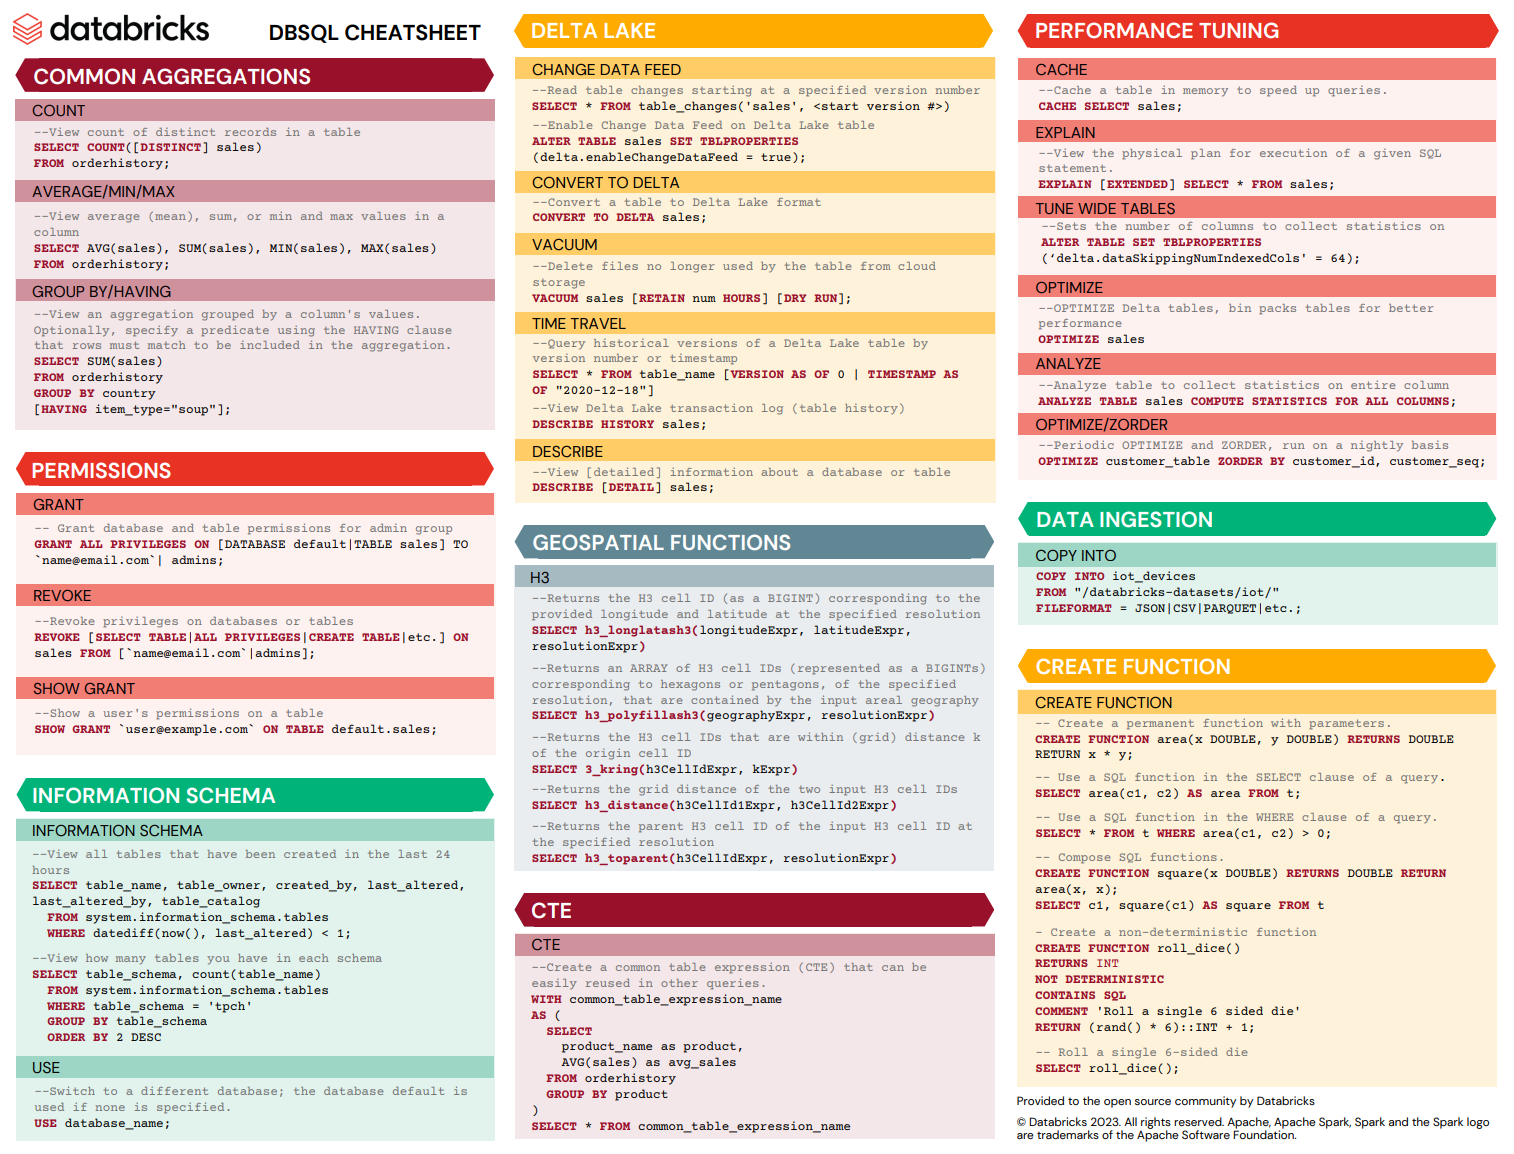 databricks
DBSQL CHEATSHEET
COMMON AGGREGATIONS
COUNT
--View count of distinct records in a table
SELECT COUNT([DISTINCT] sales)
FROM orderhistory;
AVERAGE/MIN/MAX
--View average (mean), sum, or min and max values in a
column
SELECT AVG(sales), SUM(sales), MIN(sales), MAX(sales)
FROM orderhistory;
GROUP BY/HAVING
--View an aggregation grouped by a column's values.
Optionally, specify a predicate using the HAVING clause
that rows must match to be included in the aggregation.
SELECT SUM(sales)
FROM orderhistory
GROUP BY country
[HAVING item_type="soup"];
PERMISSIONS
GRANT
-- Grant database and table permissions for admin group
GRANT ALL PRIVILEGES ON [DATABASE default|TABLE sales] TO
`name@email.com`| admins;
REVOKE
--Revoke privileges on databases or tables
REVOKE [SELECT TABLE|ALL PRIVILEGES|CREATE TABLE|etc.] ON
sales FROM [`name@email.com`|admins];
SHOW GRANT
--Show a user's permissions on a table
SHOW GRANT `user@example.com` ON TABLE default.sales;
INFORMATION SCHEMA
INFORMATION SCHEMA
--View all tables that have been created in the last 24
hours
SELECT table_name, table_owner, created_by, last_altered,
last_altered_by, table_catalog
FROM system.information_schema.tables
WHERE datediff(now(), last_altered) < 1;
--View how many tables you have in each schema
SELECT table_schema, count(table_name)
FROM system.information_schema.tables
WHERE table_schema = 'tpch'
GROUP BY table_schema
ORDER BY 2 DESC
USE
--Switch to a different database; the database default is
used if none is specified.
USE database_name;
DELTA LAKE
CHANGE DATA FEED
--Read table changes starting at a specified version number
SELECT * FROM table_changes('sales', <start version #>)
--Enable Change Data Feed on Delta Lake table
ALTER TABLE sales SET TBLPROPERTIES
(delta.enableChangeDataFeed = true);
CONVERT TO DELTA
--Convert a table to Delta Lake format
CONVERT TO DELTA sales;
VACUUM
--Delete files no longer used by the table from cloud
storage
VACUUM sales [RETAIN num HOURS] [DRY RUN];
TIME TRAVEL
--Query historical versions of a Delta Lake table by
version number or timestamp
SELECT * FROM table_name [VERSION AS OF 0 | TIMESTAMP AS
OF "2020-12-18"]
--View Delta Lake transaction log (table history)
DESCRIBE HISTORY sales;
DESCRIBE
--View [detailed] information about a database or table
DESCRIBE [DETAIL] sales;
GEOSPATIAL FUNCTIONS
H3
--Returns the H3 cell ID (as a BIGINT) corresponding to the
provided longitude and latitude at the specified resolution
SELECT h3_longlatash3(longitudeExpr, latitudeExpr,
resolutionExpr)
--Returns an ARRAY of H3 cell IDs (represented as a BIGINTs)
corresponding to hexagons or pentagons, of the specified
resolution, that are contained by the input areal geography
SELECT h3_polyfillash3(geographyExpr, resolutionExpr)
--Returns the H3 cell IDs that are within (grid) distance k
of the origin cell ID
SELECT 3_kring(h3CellIdExpr, kExpr)
--Returns the grid distance of the two input H3 cell IDs
SELECT h3_distance(h3CellId1Expr, h3CellId2Expr)
--Returns the parent H3 cell ID of the input H3 cell ID at
the specified resolution
SELECT h3_toparent(h3CellIdExpr, resolutionExpr)
CTE
CTE
--Create a common table expression (CTE) that can be
easily reused in other queries.
WITH common_table_expression_name
AS (
SELECT
product_name as product,
AVG(sales) as avg_sales
FROM orderhistory
GROUP BY product
)
SELECT * FROM common_table_expression_name
PERFORMANCE TUNING
CACHE
--Cache a table in memory to speed up queries.
CACHE SELECT sales;
EXPLAIN
--View the physical plan for execution of a given SQL
statement.
EXPLAIN [EXTENDED] SELECT * FROM sales;
TUNE WIDE TABLES
--Sets the number of columns to collect statistics on
ALTER TABLE SET TBLPROPERTIES
(‘delta.dataSkippingNumIndexedCols' = 64);
OPTIMIZE
--OPTIMIZE Delta tables, bin packs tables for better
performance
OPTIMIZE sales
ANALYZE
--Analyze table to collect statistics on entire column
ANALYZE TABLE sales COMPUTE STATISTICS FOR ALL COLUMNS;
OPTIMIZE/ZORDER
--Periodic OPTIMIZE and ZORDER, run on a nightly basis
OPTIMIZE customer_table ZORDER BY customer_id, customer_seq;
DATA INGESTION
COPY INTO
COPY INTO iot_devices
FROM "/databricks-datasets/iot/"
FILEFORMAT = JSON|CSV|PARQUET|etc.;
CREATE FUNCTION
CREATE FUNCTION
-- Create a permanent function with parameters.
CREATE FUNCTION area(x DOUBLE, y DOUBLE) RETURNS DOUBLE
RETURN x * y;
-- Use a SQL function in the SELECT clause of a query.
SELECT area(c1, c2) AS area FROM t;
-- Use a SQL function in the WHERE clause of a query.
SELECT * FROM t WHERE area(c1, c2) > 0;
-- Compose SQL functions.
CREATE FUNCTION square(x DOUBLE) RETURNS DOUBLE RETURN
area(x, x);
SELECT c1, square(c1) AS square FROM t
- Create a non-deterministic function
CREATE FUNCTION roll_dice()
RETURNS INT
NOT DETERMINISTIC
CONTAINS SQL
COMMENT 'Roll a single 6 sided die'
RETURN (rand() * 6)::INT + 1;
-- Roll a single 6-sided die
SELECT roll_dice();
Provided to the open source community by Databricks
© Databricks 2023. All rights reserved. Apache, Apache Spark, Spark and the Spark logo
are trademarks of the Apache Software Foundation.